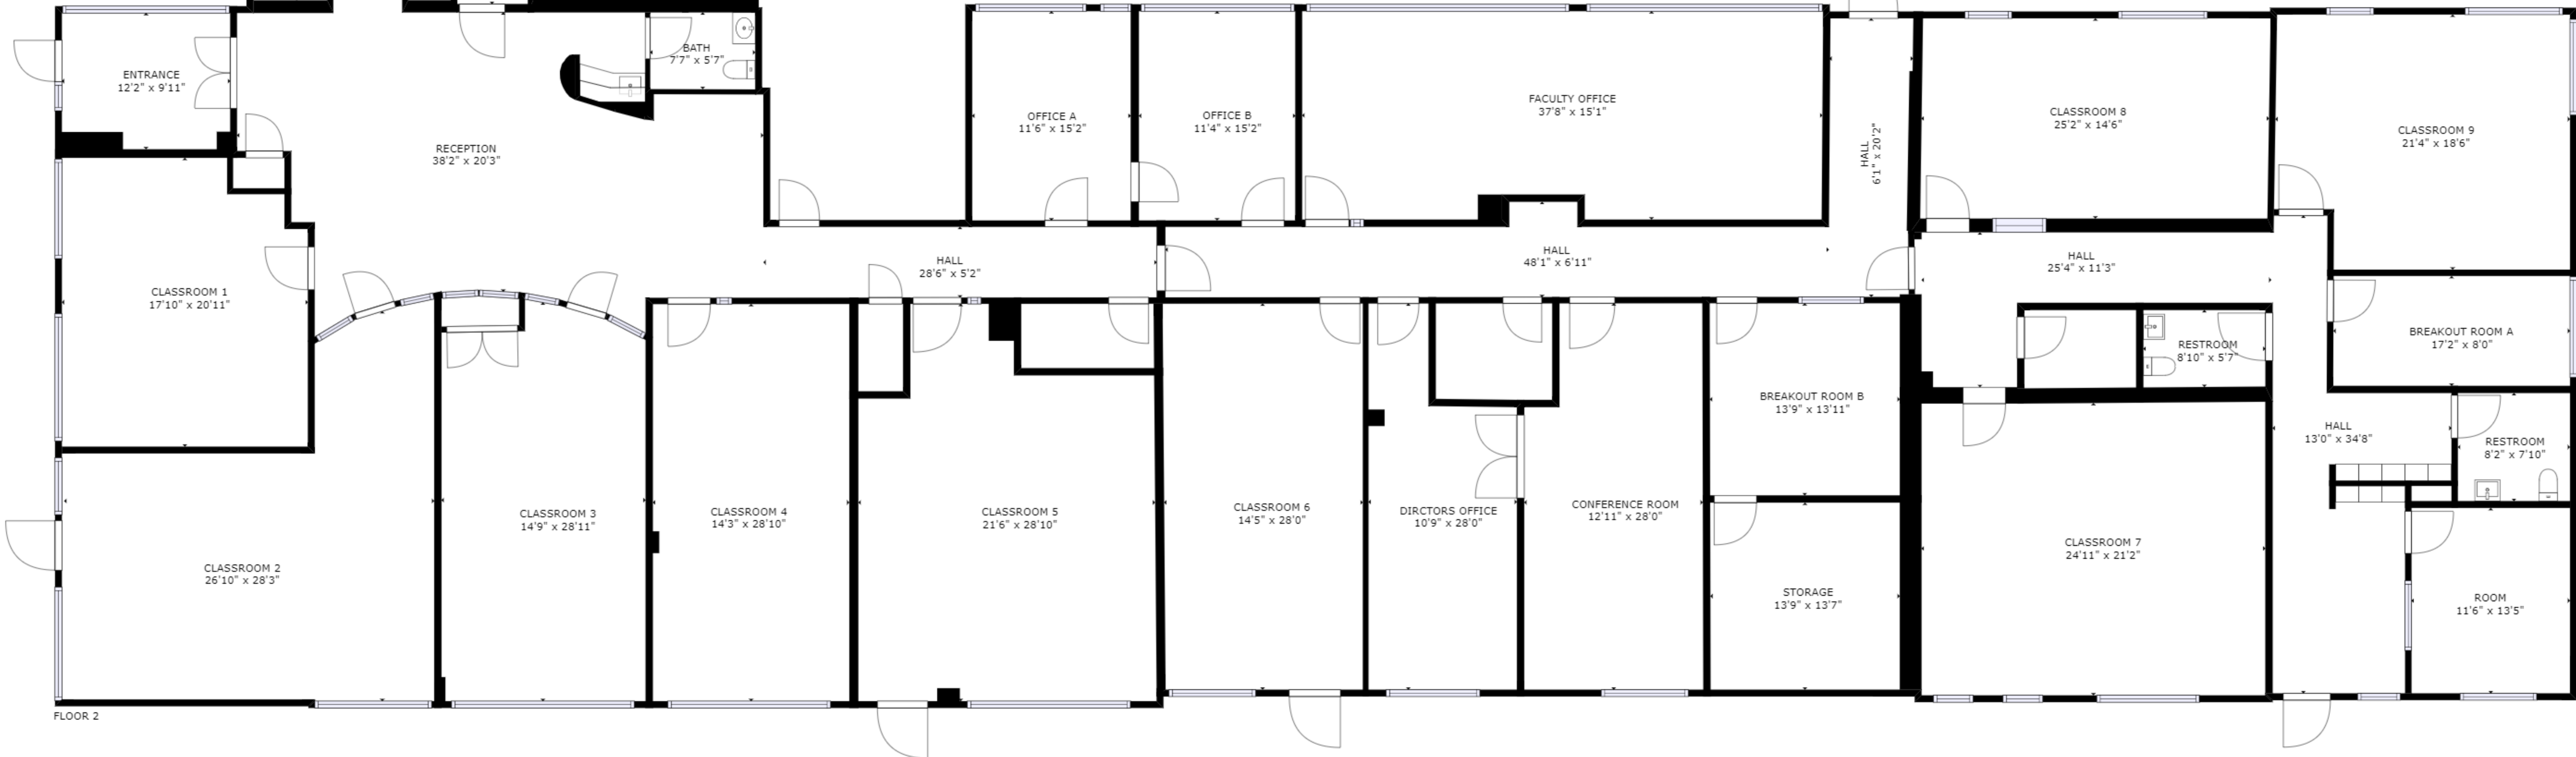 ENTRANCE
12'2" x 9'11"
BATH
7'7" x 5'7"
RECEPTION
38'2" x 20'3"
OFFICE A
11'6" x 15'2"
OFFICE B
11'4" x 15'2"
FACULTY OFFICE
37'8" x 15'1"
HALL
6'1" x 20'2"
CLASSROOM 8
25'2" x 14'6"
CLASSROOM 9
21'4" x 18'6"
CLASSROOM 1
17'10" x 20'11"
HALL
28'6" x 5'2"
HALL
48'1" x 6'11"
HALL
25'4" x 11'3"
BREAKOUT ROOM A
17'2" x 8'0"
RESTROOM
8'10" x 5'7"
BREAKOUT ROOM B
13'9" x 13'11"
HALL
13'0" x 34'8"
RESTROOM
8'2" x 7'10"
CLASSROOM 2
26'10" x 28'3"
CLASSROOM 3
14'9" x 28'11"
CLASSROOM 4
14'3" x 28'10"
CLASSROOM 5
21'6" x 28'10"
CLASSROOM 6
14'5" x 28'0"
DIRCTORS OFFICE
10'9" x 28'0"
CONFERENCE ROOM
12'11" x 28'0"
STORAGE
13'9" x 13'7"
CLASSROOM 7
24'11" x 21'2"
ROOM
11'6" x 13'5"
FLOOR 2